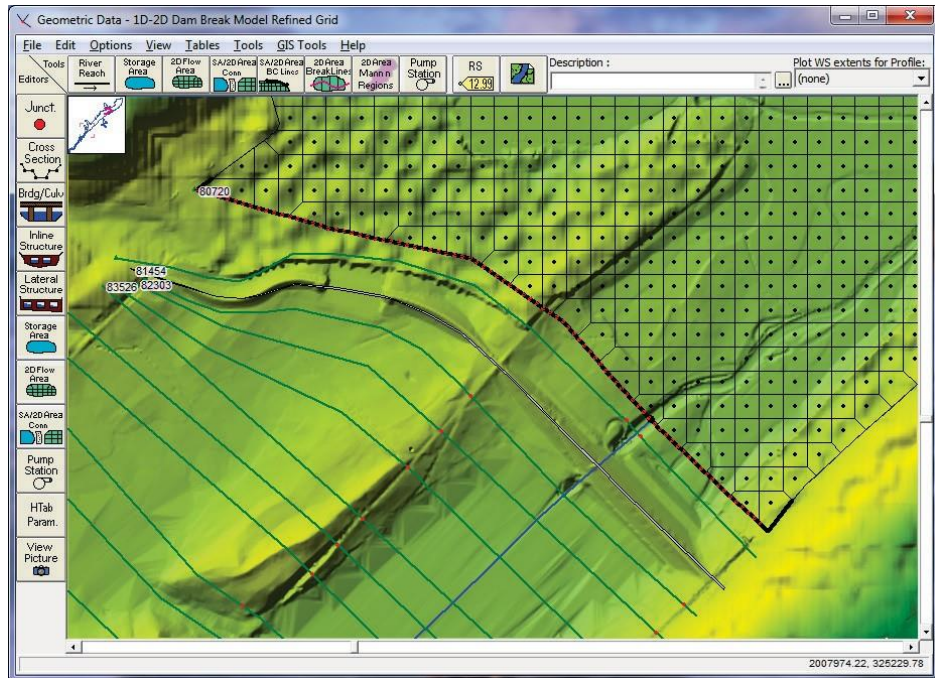 Geometric Data - 1D-2D Dam Break Model Refined Grid
File Edit Options View Tables Tools GIS Tools Help
Tools
Editors
River
Reach
Storage
Area
2D Flow
Area
SA/2D Area
Conn
SA/2D Area
BC Lines
2D Area
BreakLines
2D Area
Mann n
Regions
Pump
Station
RS
12.99
Description :
...
Plot WS extents for Profile:
(none)
Junct.
Cross
Section
Brdg/Culv
Inline
Structure
Lateral
Structure
Storage
Area
2D Flow
Area
SA/2D Area
Conn
Pump
Station
HTab
Param.
View
Picture
80720
81454
83526
82303
2007974.22, 325229.78